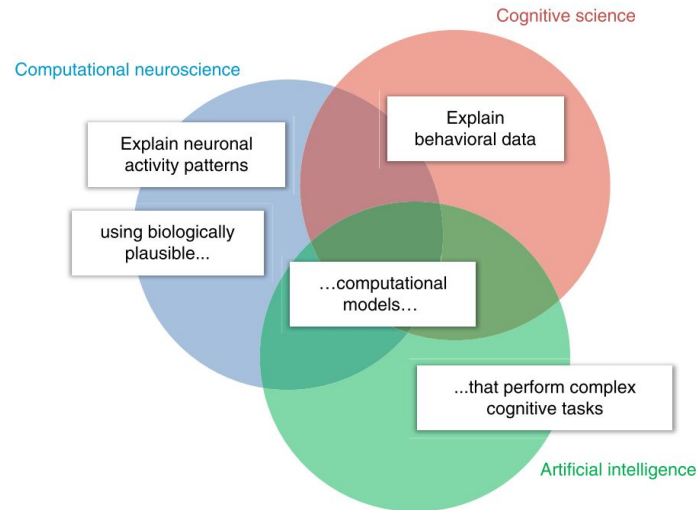 Cognitive science
Computational neuroscience
Explain
behavioral data
Explain neuronal
activity patterns
using biologically
plausible...
…computational
models…
...that perform complex
cognitive tasks
Artificial intelligence